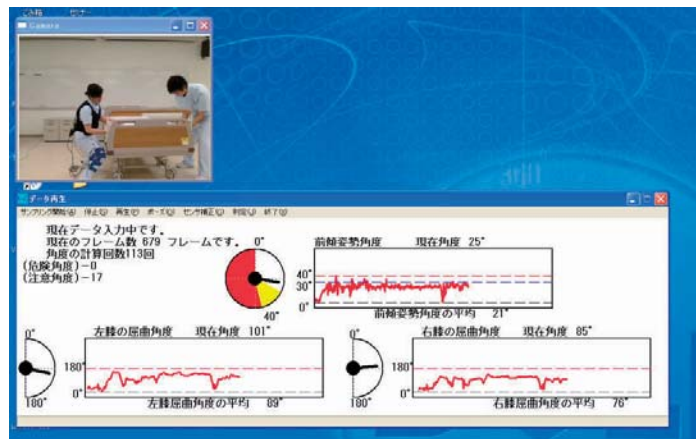 Camera
データ再生
サンプリング開始(A) 停止(S) 再生(P) ポーズ(Q) センサ補正(R) 判定(J) 終了(Q)
現在データ入力中です。
現在のフレーム数 679 フレームです。
角度の計算回数113回
(危険角度)-0
(注意角度)-17
0°
40°
前傾姿勢角度 現在角度 25°
40°
30°
0°
前傾姿勢角度の平均 21°
0°
180°
左膝の屈曲角度 現在角度 101°
180°
0°
左膝屈曲角度の平均 89°
0°
180°
右膝の屈曲角度 現在角度 85°
180°
0°
右膝屈曲角度の平均 76°